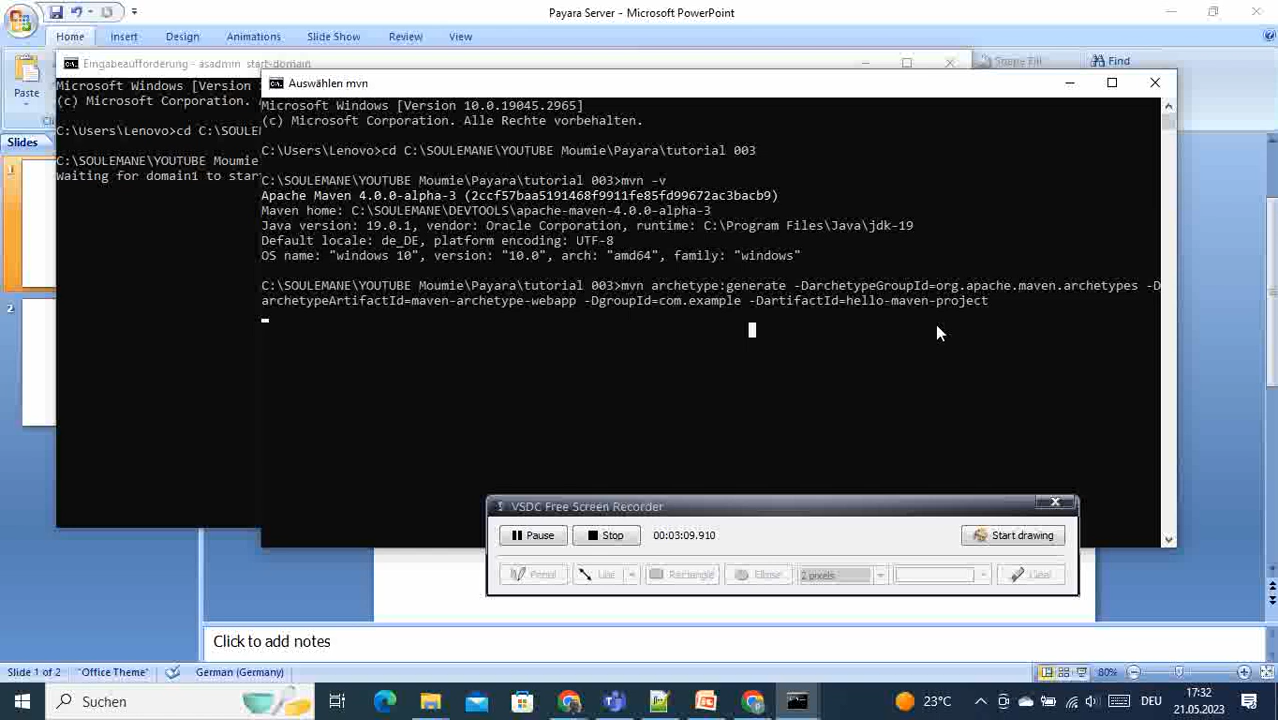 Payara Server - Microsoft PowerPoint
Home Insert Design Animations Slide Show Review View
Eingabeaufforderung - asadmin start-domain
Shape Fill
Find
Paste
Slides
1
2
Microsoft Windows [Version
(c) Microsoft Corporation.
C:\Users\Lenovo>cd C:\SOULE
C:\SOULEMANE\YOUTUBE Moumie
Waiting for domain1 to star
Auswählen mvn
Microsoft Windows [Version 10.0.19045.2965]
(c) Microsoft Corporation. Alle Rechte vorbehalten.
C:\Users\Lenovo>cd C:\SOULEMANE\YOUTUBE Moumie\Payara\tutorial 003
C:\SOULEMANE\YOUTUBE Moumie\Payara\tutorial 003>mvn -v
Apache Maven 4.0.0-alpha-3 (2ccf57baa5191468f9911fe85fd99672ac3bacb9)
Maven home: C:\SOULEMANE\DEVTOOLS\apache-maven-4.0.0-alpha-3
Java version: 19.0.1, vendor: Oracle Corporation, runtime: C:\Program Files\Java\jdk-19
Default locale: de_DE, platform encoding: UTF-8
OS name: "windows 10", version: "10.0", arch: "amd64", family: "windows"
C:\SOULEMANE\YOUTUBE Moumie\Payara\tutorial 003>mvn archetype:generate -DarchetypeGroupId=org.apache.maven.archetypes -D
archetypeArtifactId=maven-archetype-webapp -DgroupId=com.example -DartifactId=hello-maven-project
VSDC Free Screen Recorder
Pause Stop 00:03:09.910 Start drawing
Line Rectangle Ellipse 2 pixels Clear
Click to add notes
Slide 1 of 2 "Office Theme" German (Germany) 80%
Suchen 23°C DEU 17:32
21.05.2023